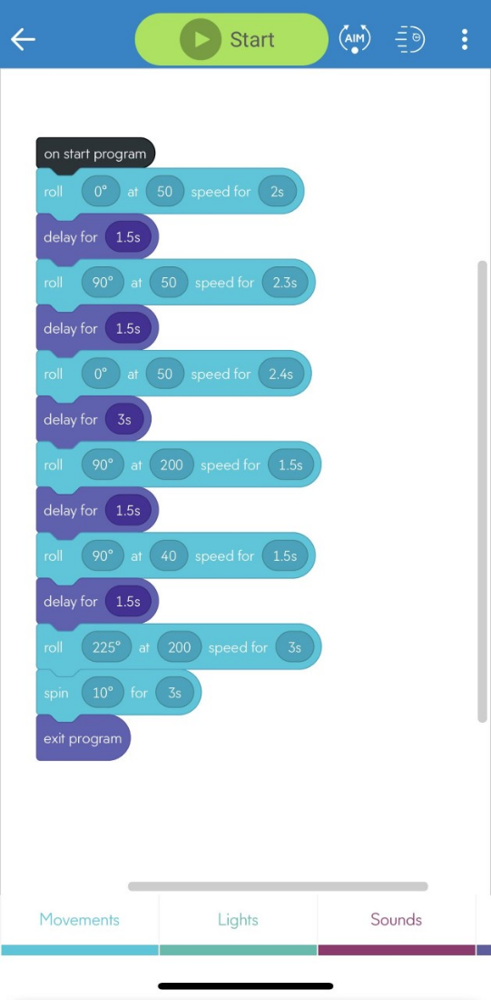 Start AIM
on start program
roll 0° at 50 speed for 2s
delay for 1.5s
roll 90° at 50 speed for 2.3s
delay for 1.5s
roll 0° at 50 speed for 2.4s
delay for 3s
roll 90° at 200 speed for 1.5s
delay for 1.5s
roll 90° at 40 speed for 1.5s
delay for 1.5s
roll 225° at 200 speed for 3s
spin 10° for 3s
exit program
Movements Lights Sounds